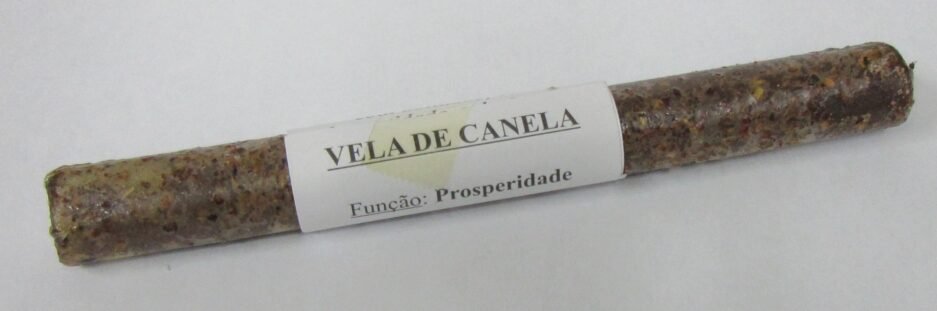 VELA DE CANELA
Função: Prosperidade